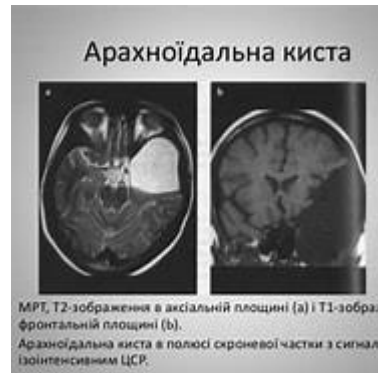 Арахноїдальна киста
a
b
МРТ, Т2-зображення в аксіальній площині (a) і Т1-зобра
фронтальній площині (b).
Арахноїдальна киста в полюсі скроневої частки з сигнал
ізоінтенсивним ЦСР.